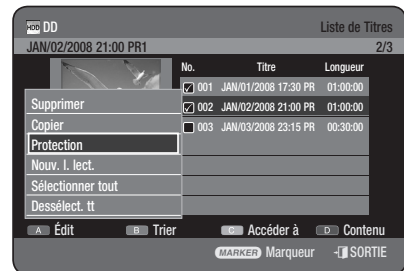 HDD DD Liste de Titres
JAN/02/2008 21:00 PR1 2/3
No. Titre Longueur
001 JAN/01/2008 17:30 PR 01:00:00
002 JAN/02/2008 21:00 PR 01:00:00
003 JAN/03/2008 23:15 PR 00:30:00
Supprimer
Copier
Protection
Nouv. l. lect.
Sélectionner tout
Dessélect. tt
A Édit B Trier C Accéder à D Contenu
MARKER Marqueur SORTIE